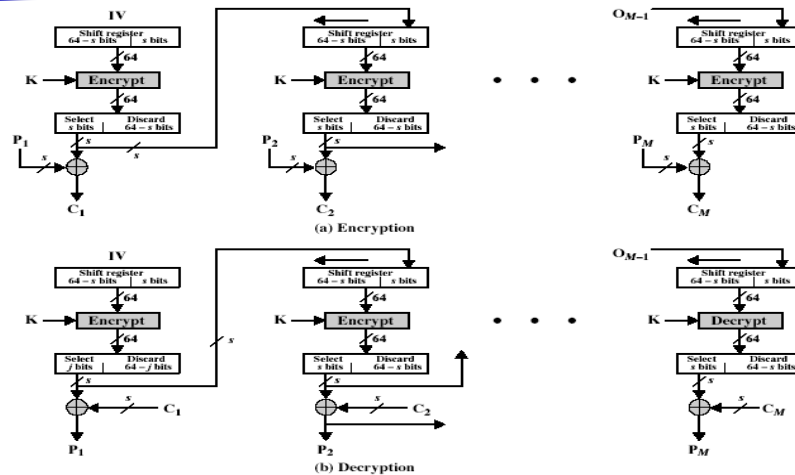 IV
O M–1
Shift register
64 – s bits | s bits
Shift register
64 – s bits | s bits
Shift register
64 – s bits | s bits
64
64
64
K
Encrypt
K
Encrypt
K
Encrypt
64
64
64
Select
s bits
Discard
64 – s bits
Select
s bits
Discard
64 – s bits
Select
s bits
Discard
64 – s bits
P1
s
s
s
P2
s
s
PM
s
s
C1
C2
CM
(a) Encryption
IV
O M–1
Shift register
64 – s bits | s bits
Shift register
64 – s bits | s bits
Shift register
64 – s bits | s bits
64
64
64
s
K
Encrypt
K
Encrypt
K
Decrypt
64
64
64
Select
j bits
Discard
64 – j bits
Select
s bits
Discard
64 – s bits
Select
s bits
Discard
64 – s bits
s
s
s
s
C1
s
C2
s
CM
P1
P2
PM
(b) Decryption